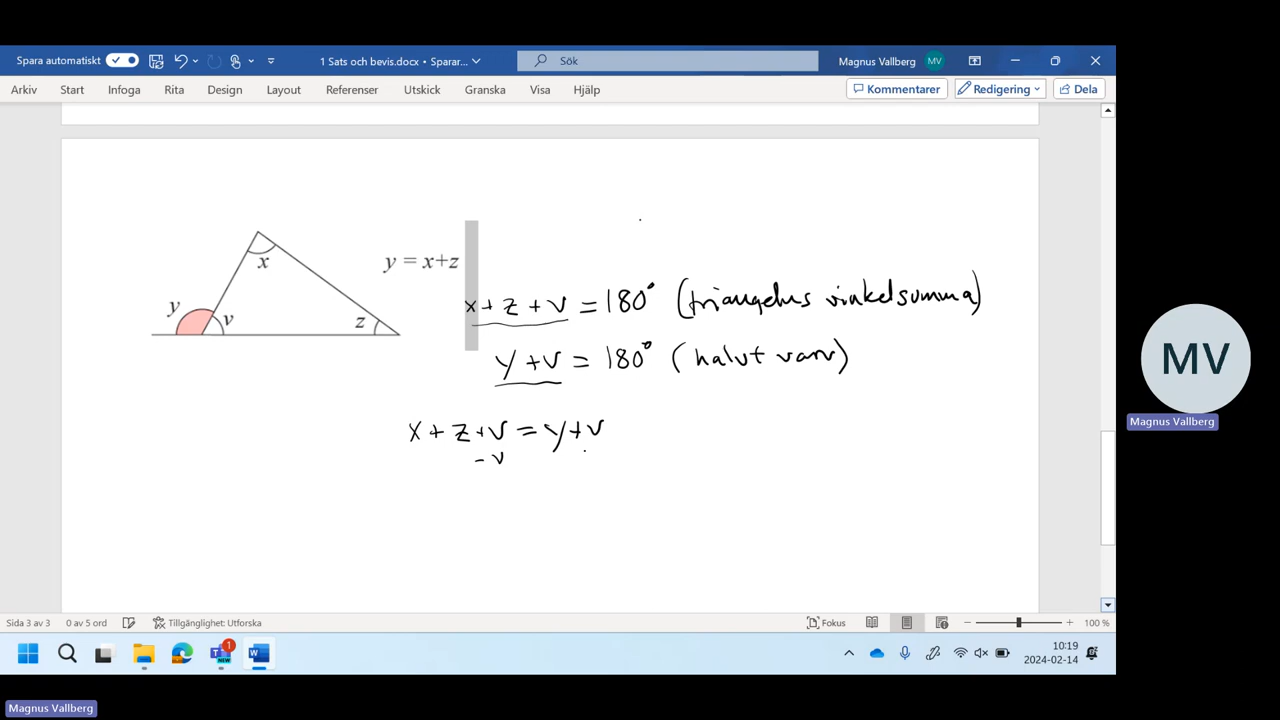 Spara automatiskt
1 Sats och bevis.docx • Sparar...
Sök
Magnus Vallberg MV
Arkiv Start Infoga Rita Design Layout Referenser Utskick Granska Visa Hjälp
Kommentarer Redigering Dela
x
y = x+z
y
v
z
x + z + v = 180° (triangelns vinkelsumma)
y + v = 180° (halvt varv)
x + z + v = y + v
- v
MV
Magnus Vallberg
Sida 3 av 3 0 av 5 ord Tillgänglighet: Utforska
Fokus
100 %
1
NEW
10:19
2024-02-14
Magnus Vallberg